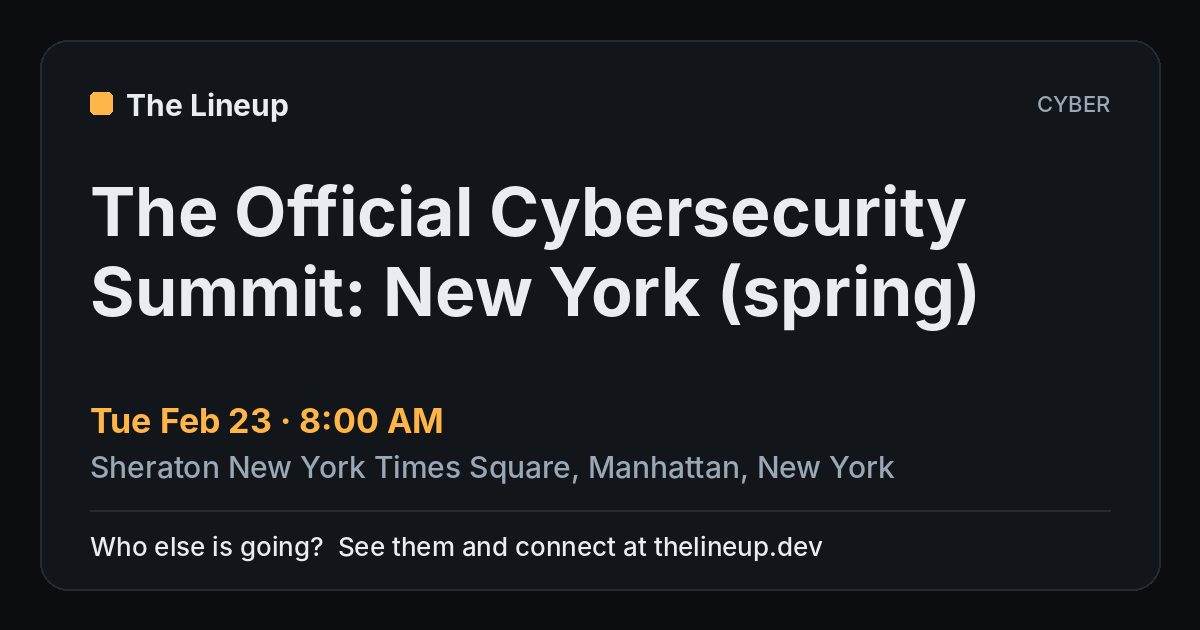 The Lineup
CYBER
The Official Cybersecurity
Summit: New York (spring)
Tue Feb 23 · 8:00 AM
Sheraton New York Times Square, Manhattan, New York
Who else is going?  See them and connect at thelineup.dev